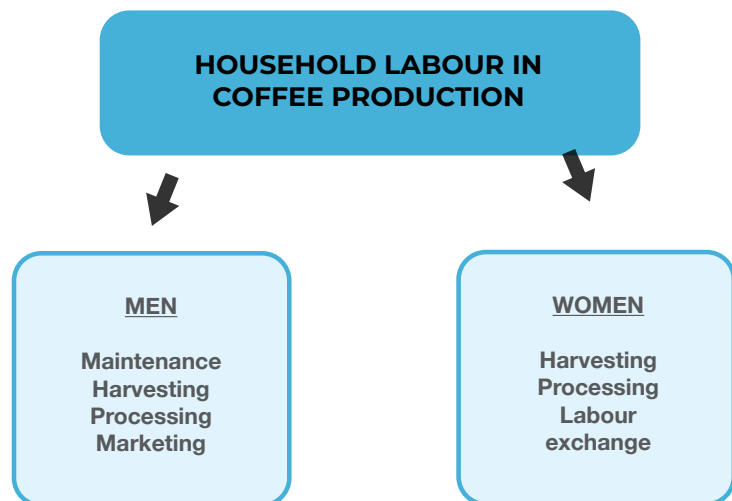 HOUSEHOLD LABOUR IN
COFFEE PRODUCTION
MEN
Maintenance
Harvesting
Processing
Marketing
WOMEN
Harvesting
Processing
Labour
exchange